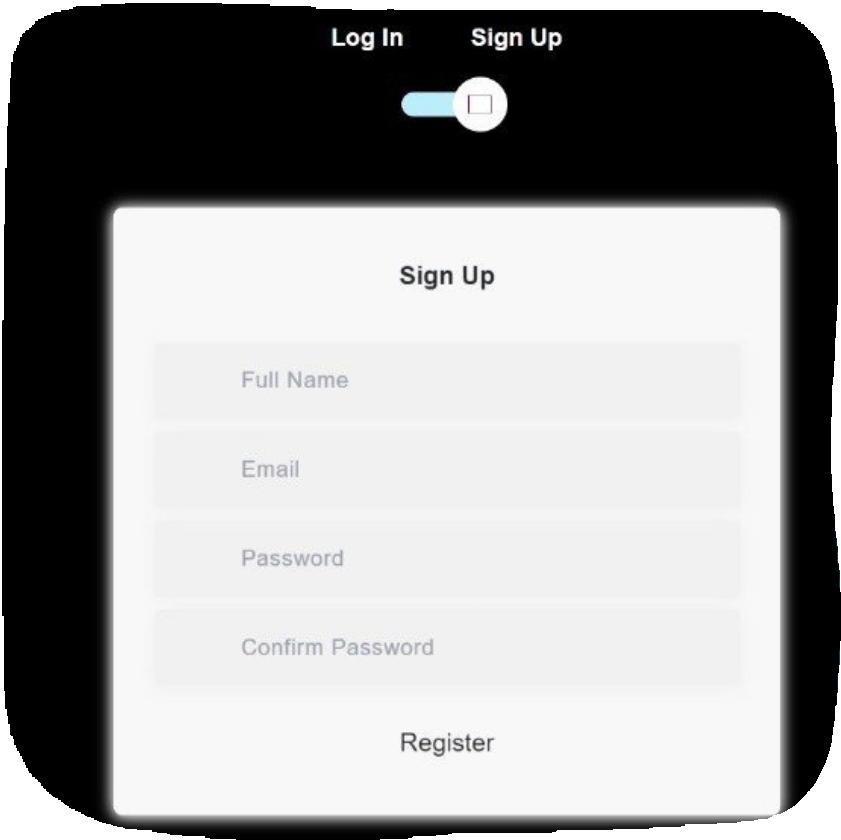 Log In Sign Up
Sign Up
Full Name
Email
Password
Confirm Password
Register